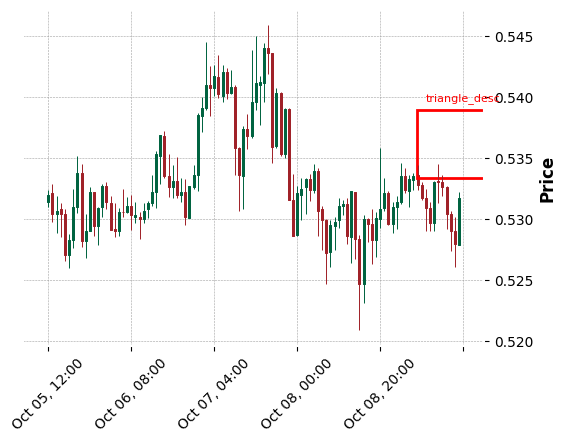 0.545
triangle_desc
0.540
0.535
Price
0.530
0.525
0.520
Oct 05, 12:00
Oct 06, 08:00
Oct 07, 04:00
Oct 08, 00:00
Oct 08, 20:00